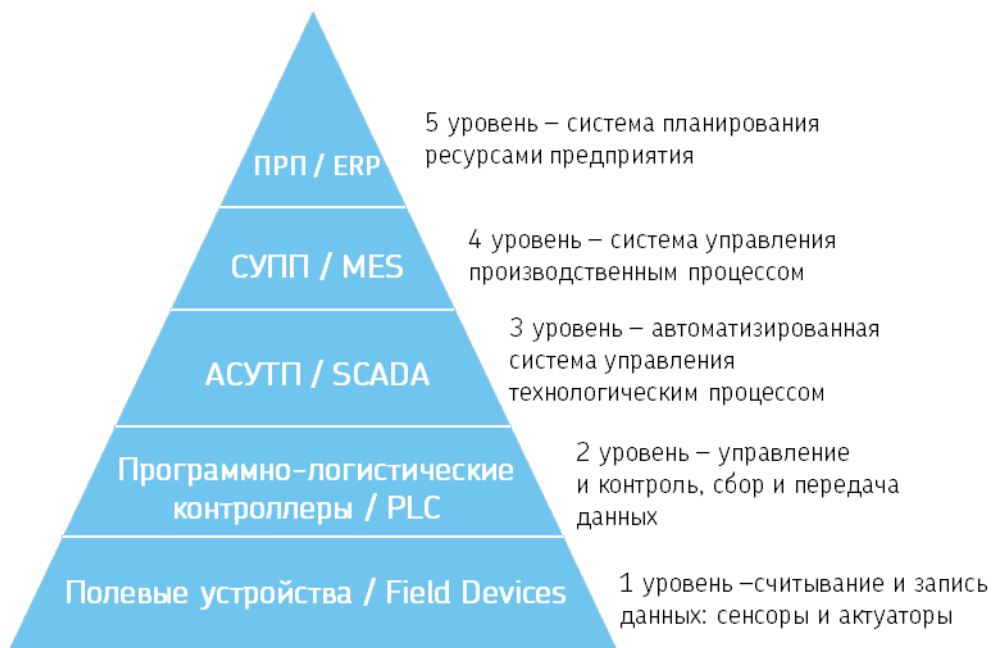 5 уровень – система планирования
ресурсами предприятия
ПРП / ERP
4 уровень – система управления
производственным процессом
СУПП / MES
3 уровень – автоматизированная
система управления
технологическим процессом
АСУТП / SCADA
2 уровень – управление
и контроль, сбор и передача
данных
Программно-логистические
контроллеры / PLC
1 уровень –считывание и запись
данных: сенсоры и актуаторы
Полевые устройства / Field Devices